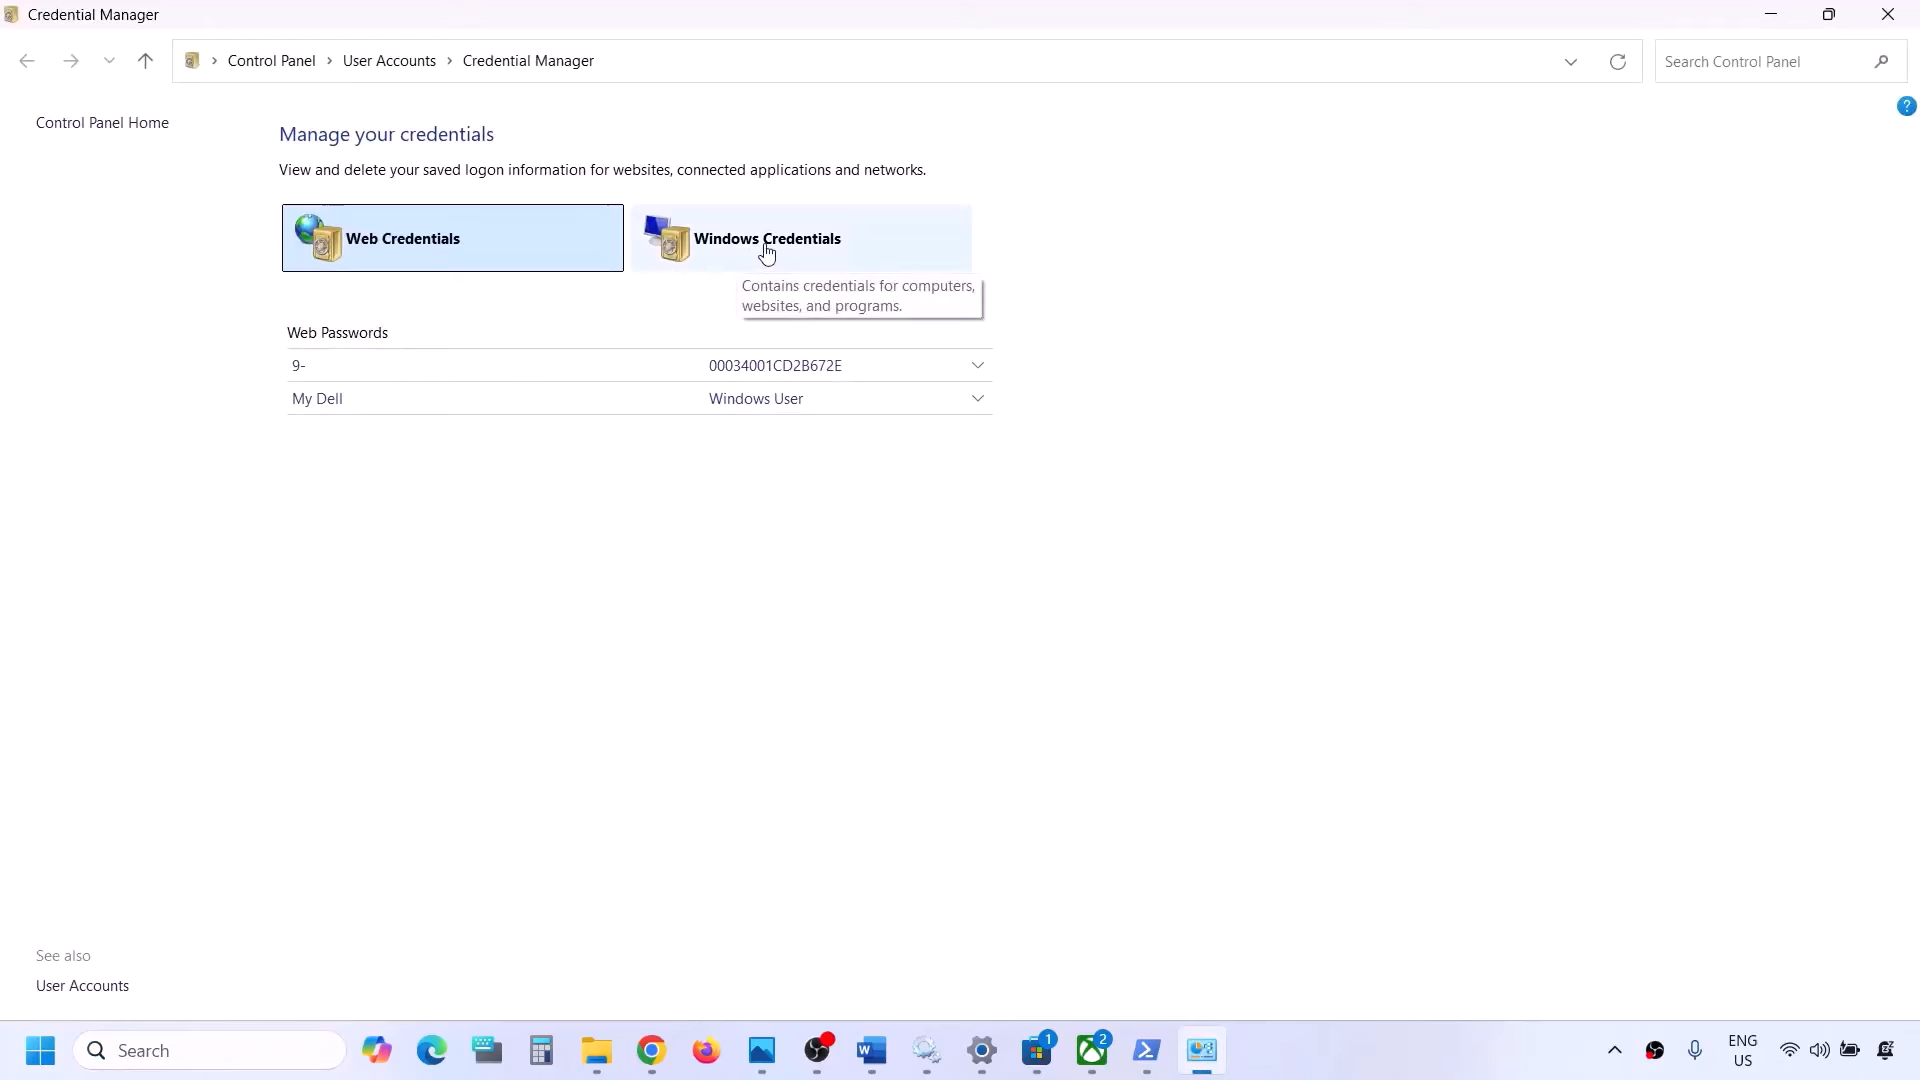 Credential Manager
Control Panel > User Accounts > Credential Manager
Search Control Panel
Control Panel Home
Manage your credentials
View and delete your saved logon information for websites, connected applications and networks.
Web Credentials
Windows Credentials
Contains credentials for computers,
websites, and programs.
Web Passwords
9- 00034001CD2B672E
My Dell Windows User
See also
User Accounts
Search
1
2
ENG
US